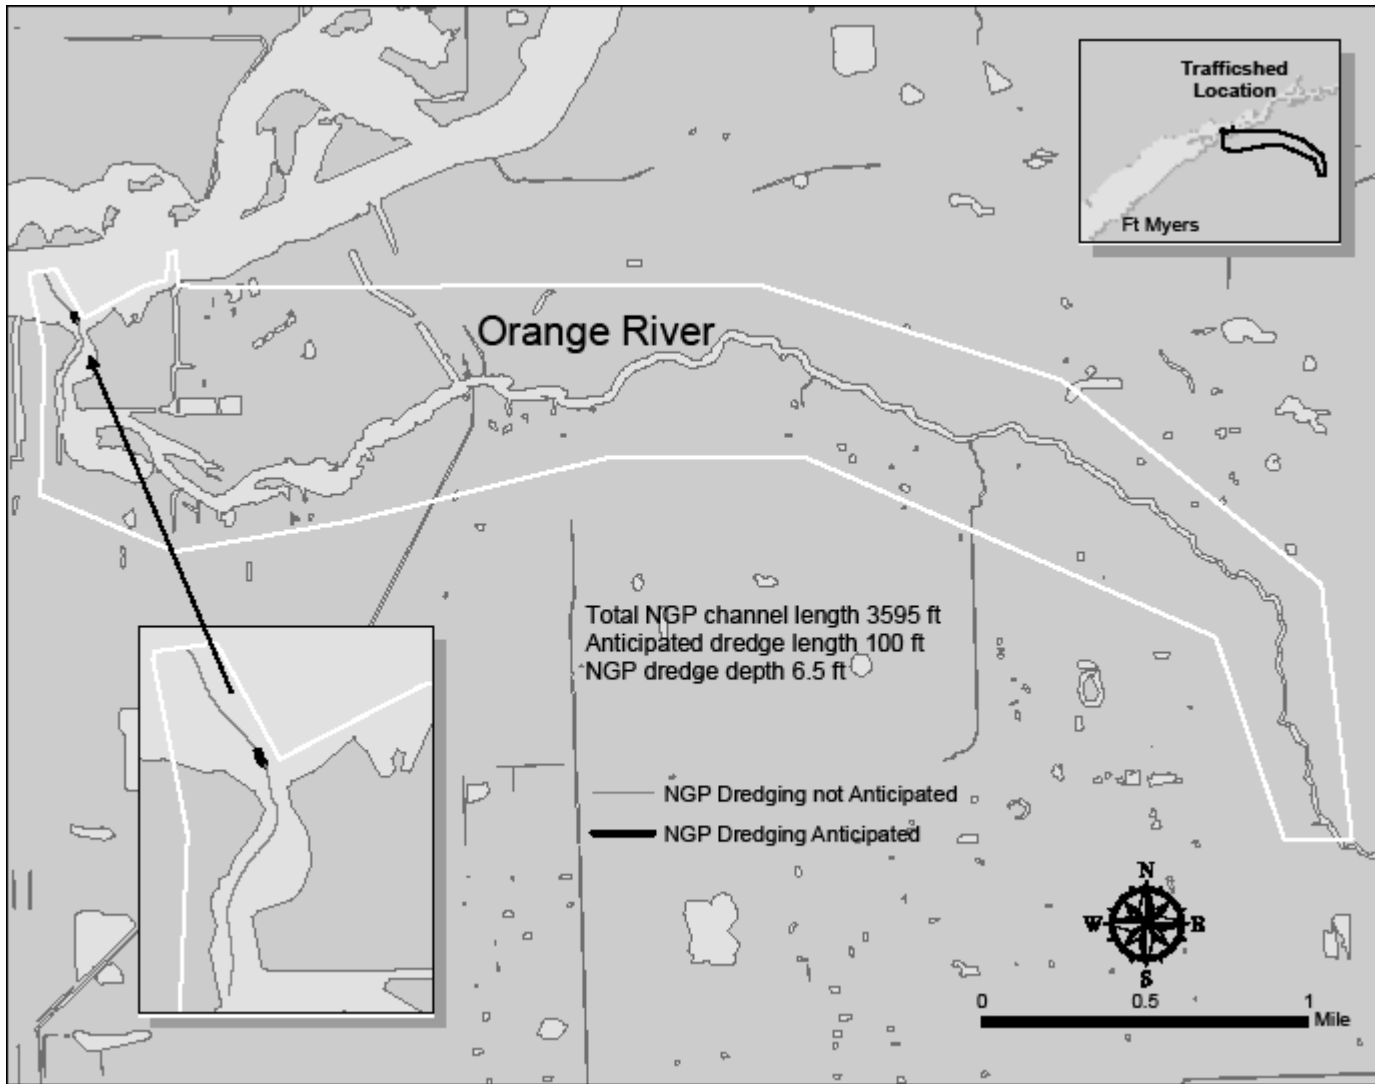 Trafficshed
Location
Ft Myers
Orange River
Total NGP channel length 3595 ft
Anticipated dredge length 100 ft
NGP dredge depth 6.5 ft
NGP Dredging not Anticipated
NGP Dredging Anticipated
N
W E
S
0 0.5 1
Mile